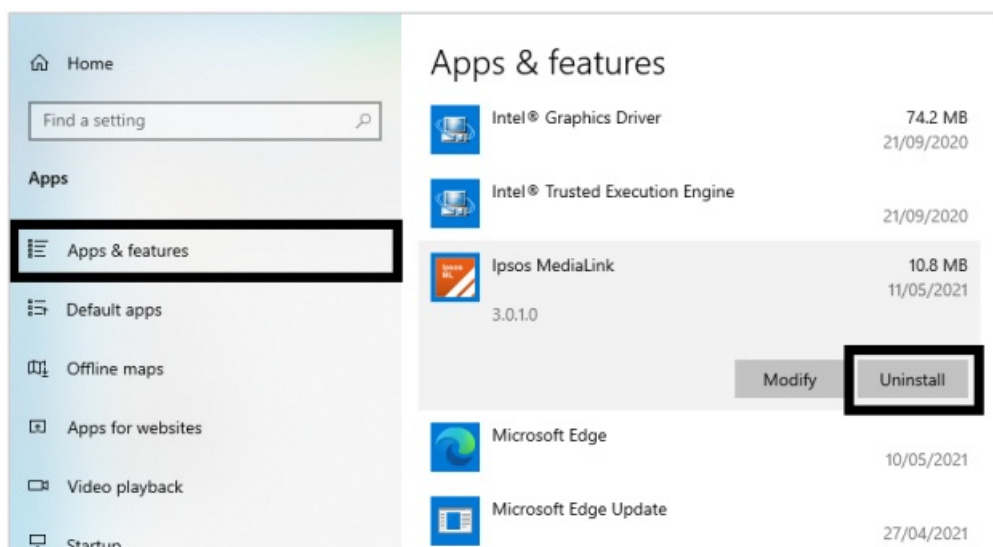 Home
Find a setting
Apps
Apps & features
Default apps
Offline maps
Apps for websites
Video playback
Startup
Apps & features
Intel® Graphics Driver
74.2 MB
21/09/2020
Intel® Trusted Execution Engine
21/09/2020
Ipsos ML
Ipsos MediaLink
10.8 MB
11/05/2021
3.0.1.0
Modify
Uninstall
Microsoft Edge
10/05/2021
Microsoft Edge Update
27/04/2021